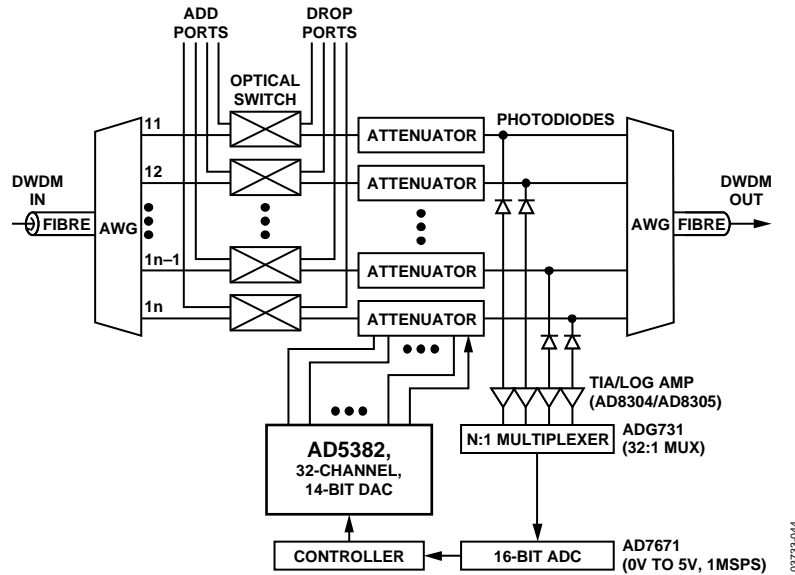 ADD
PORTS
DROP
PORTS
OPTICAL
SWITCH
PHOTODIODES
11
ATTENUATOR
12
ATTENUATOR
DWDM
IN
FIBRE
AWG
DWDM
OUT
AWG
FIBRE
1n–1
ATTENUATOR
1n
ATTENUATOR
TIA/LOG AMP
(AD8304/AD8305)
AD5382,
32-CHANNEL,
14-BIT DAC
N:1 MULTIPLEXER
ADG731
(32:1 MUX)
CONTROLLER
16-BIT ADC
AD7671
(0V TO 5V, 1MSPS)
03733-044